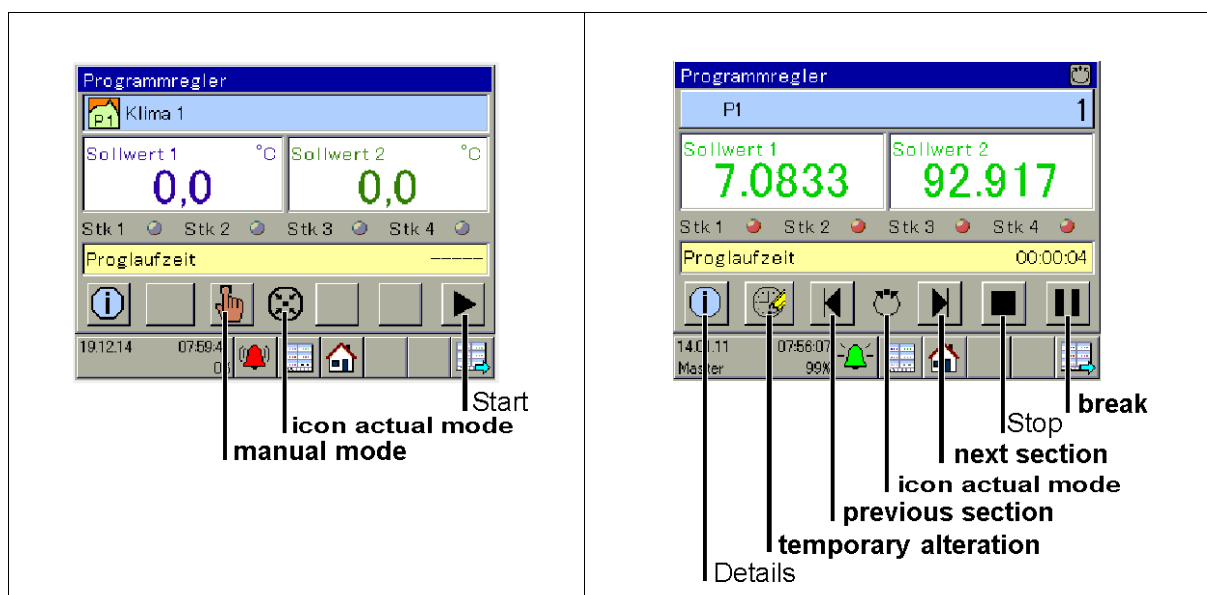 Programmregler
P1 Klima 1
Sollwert 1 °C Sollwert 2 °C
0,0 0,0
Stk 1 Stk 2 Stk 3 Stk 4
Proglaufzeit -----
19.12.14 07:59:4
Start
icon actual mode
manual mode
Programmregler
P1 1
Sollwert 1 Sollwert 2
7.0833 92.917
Stk 1 Stk 2 Stk 3 Stk 4
Proglaufzeit 00:00:04
07:56:07
99%
break
Stop
next section
icon actual mode
previous section
temporary alteration
Details